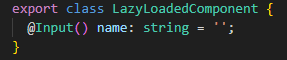 export class LazyLoadedComponent {
@Input() name: string = '';
}